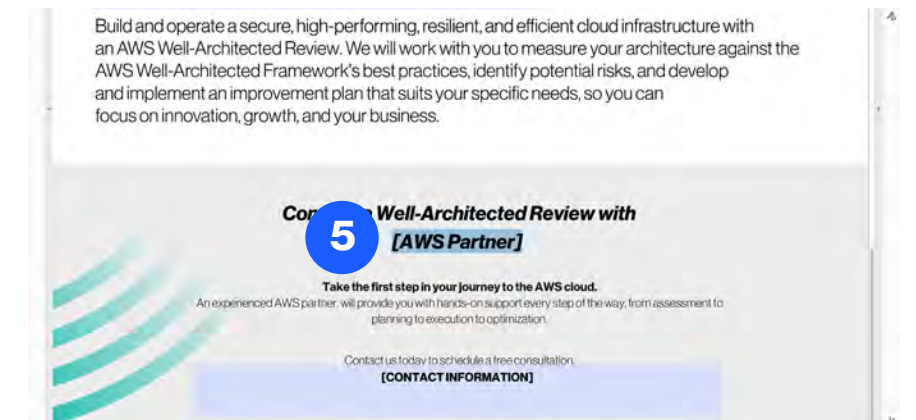 Build and operate a secure, high-performing, resilient, and efficient cloud infrastructure with
an AWS Well-Architected Review. We will work with you to measure your architecture against the
AWS Well-Architected Framework's best practices, identify potential risks, and develop
and implement an improvement plan that suits your specific needs, so you can
focus on innovation, growth, and your business.
Well-Architected Review with
5
[AWS Partner]
Take the first step in your journey to the AWS cloud.
An experienced AWS partner, will provide you with hands-on support every step of the way, from assessment to
planning to execution to optimization.
Contact us today to schedule a free consultation.
[CONTACT INFORMATION]